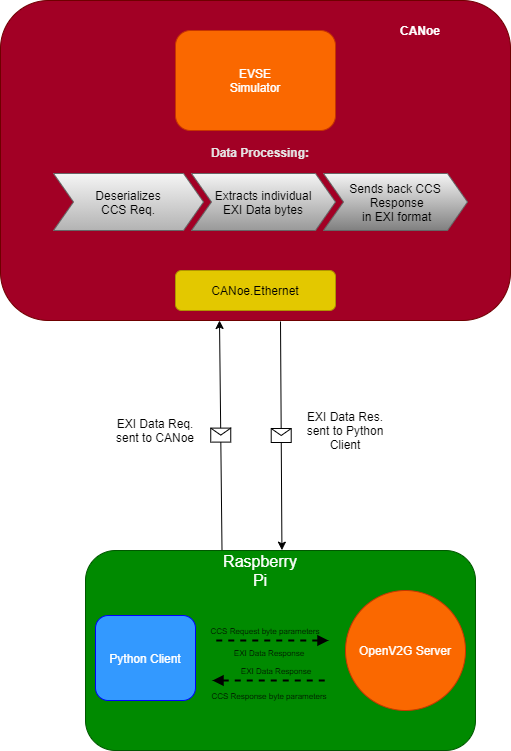 CANoe
EVSE
Simulator
Data Processing:
Deserializes
CCS Req.
Extracts individual
EXI Data bytes
Sends back CCS
Response
in EXI format
CANoe.Ethernet
EXI Data Req.
sent to CANoe
EXI Data Res.
sent to Python
Client
Raspberry
Pi
Python Client
CCS Request byte parameters
EXI Data Response
EXI Data Response
CCS Response byte parameters
OpenV2G Server